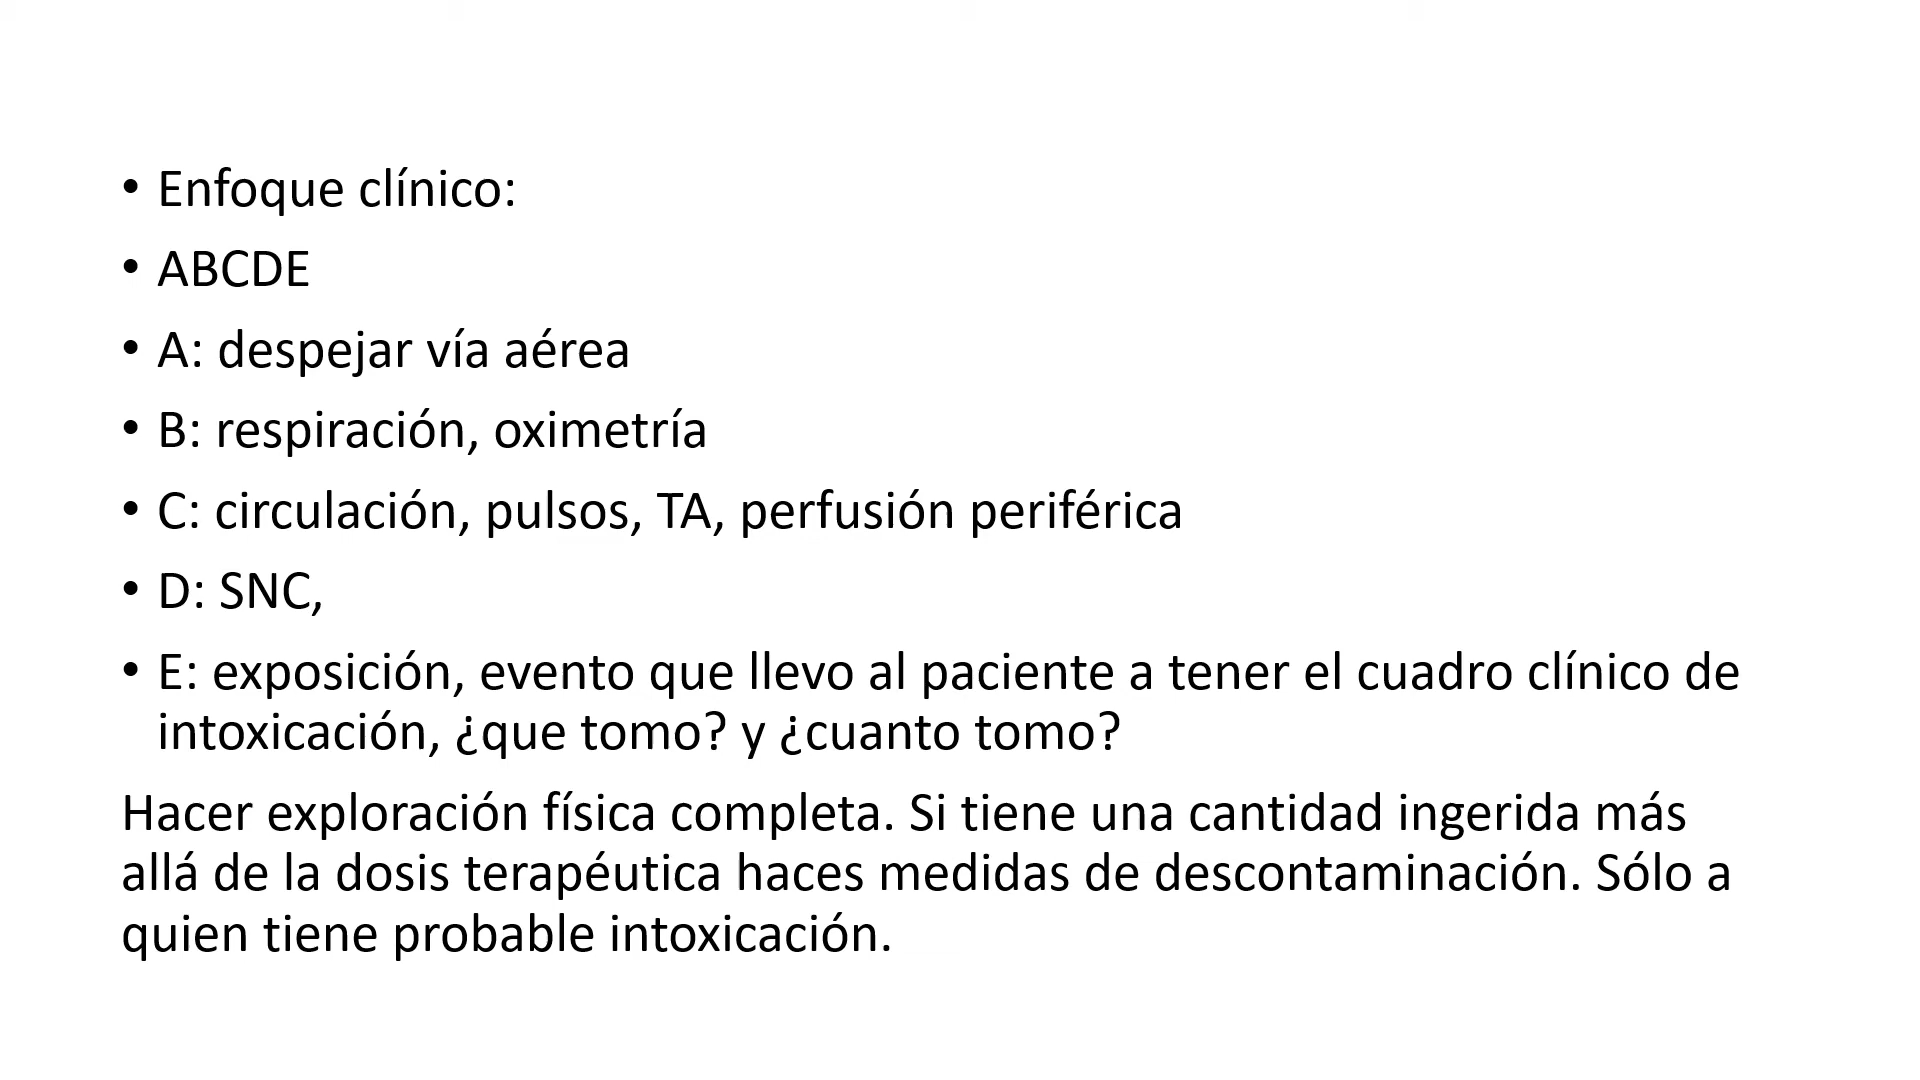 • Enfoque clínico:
• ABCDE
• A: despejar vía aérea
• B: respiración, oximetría
• C: circulación, pulsos, TA, perfusión periférica
• D: SNC,
• E: exposición, evento que llevo al paciente a tener el cuadro clínico de
intoxicación, ¿que tomo? y ¿cuanto tomo?
Hacer exploración física completa. Si tiene una cantidad ingerida más
allá de la dosis terapéutica haces medidas de descontaminación. Sólo a
quien tiene probable intoxicación.